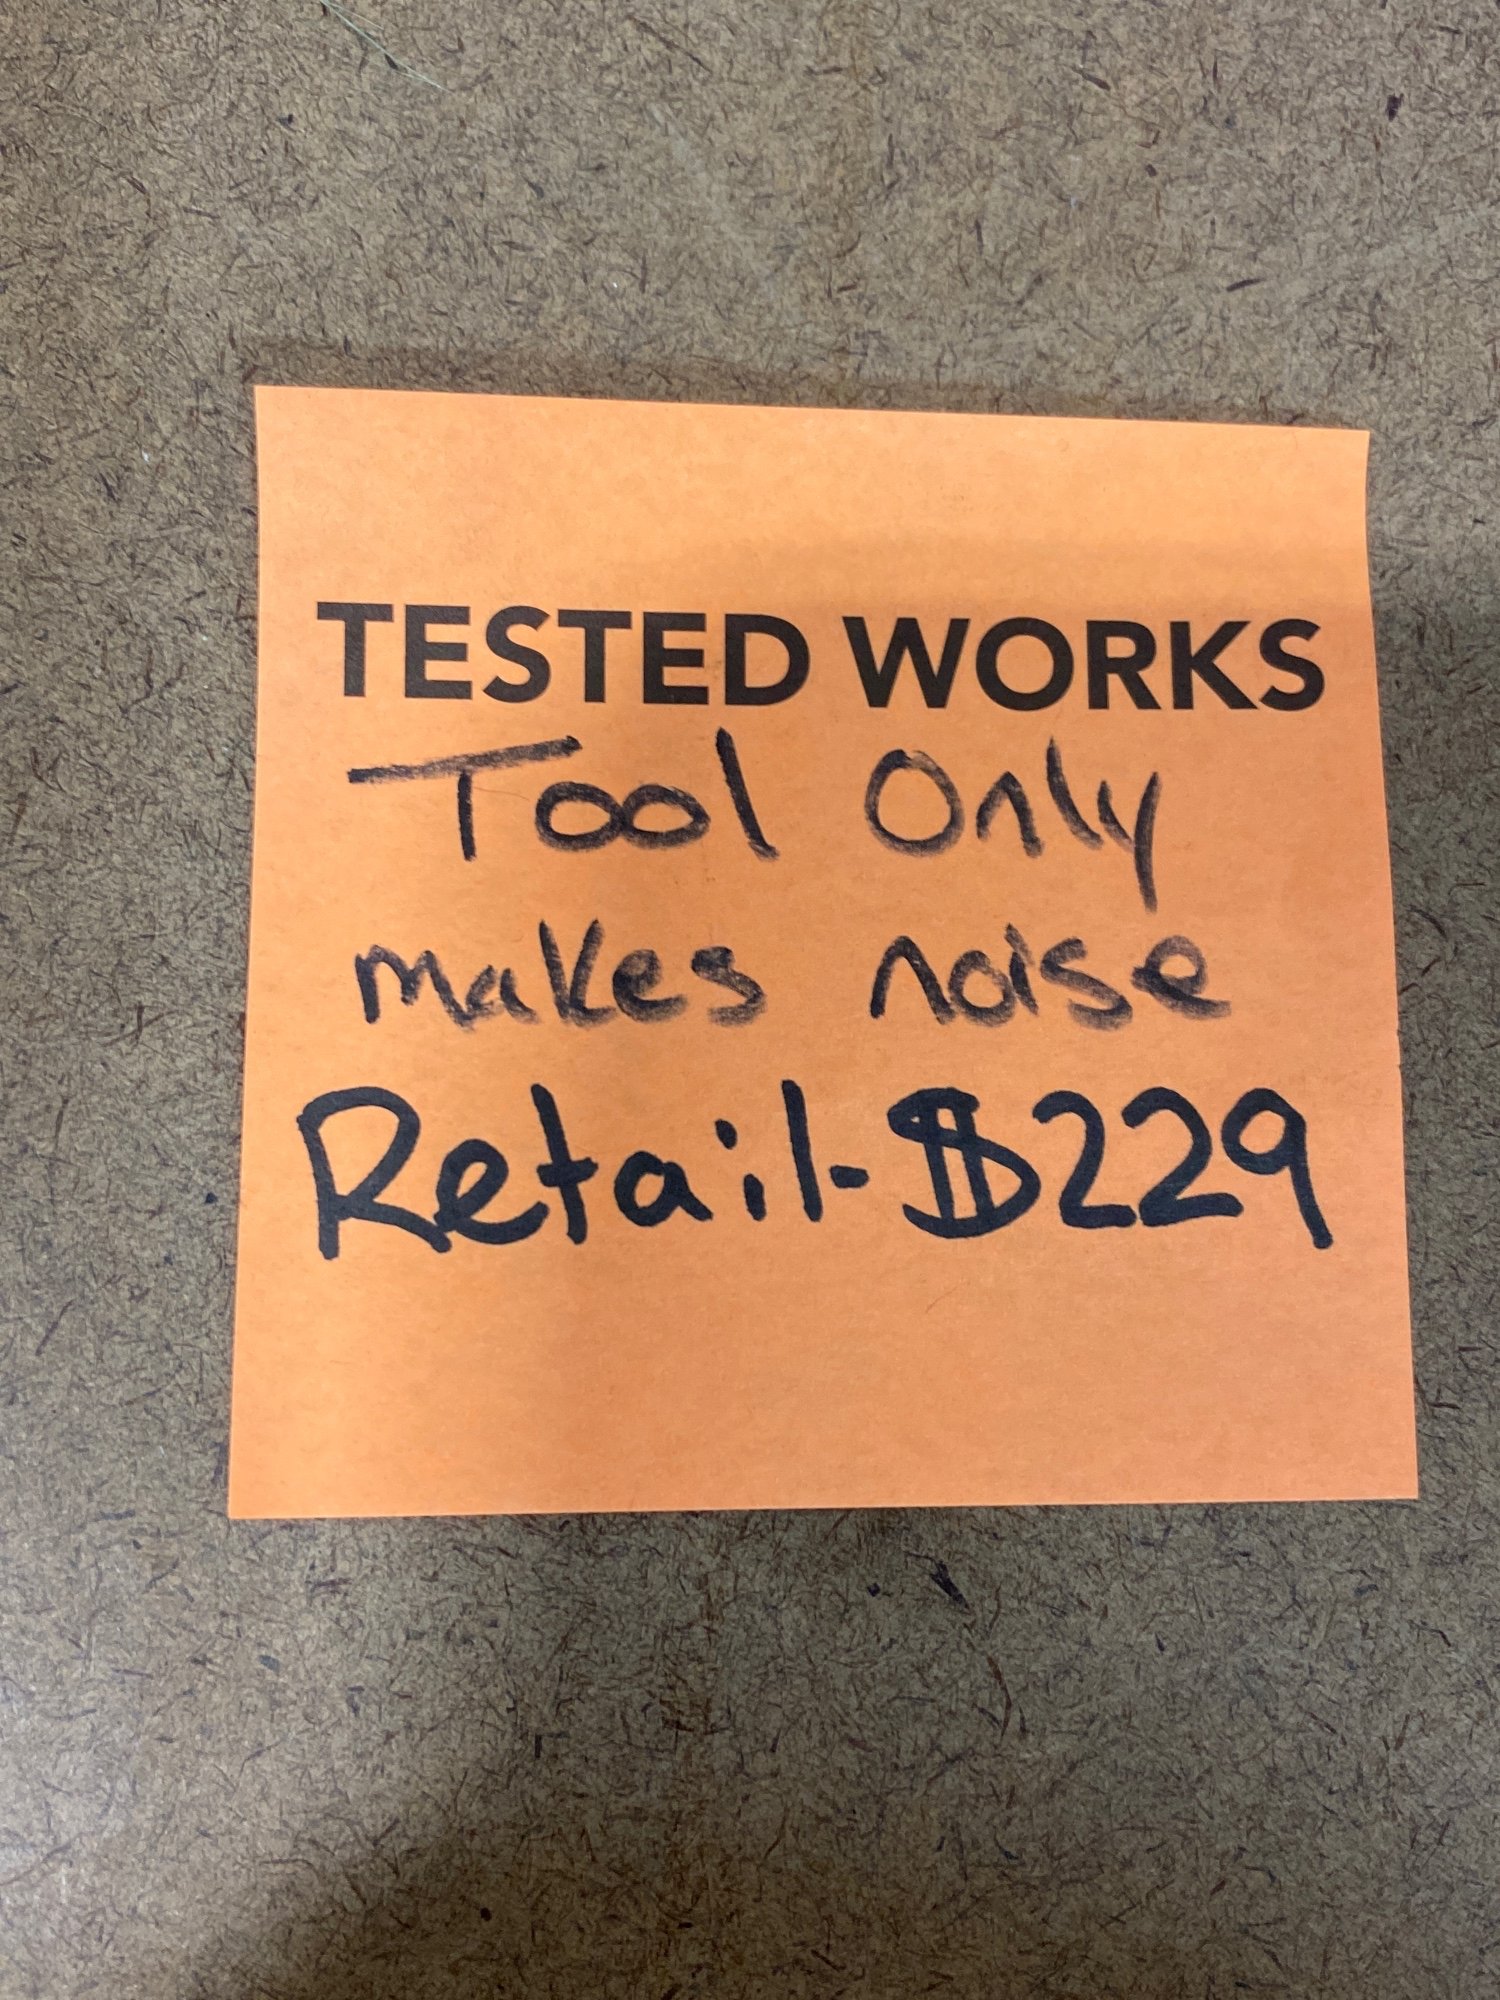 TESTED WORKS
Tool Only
makes noise
Retail-$229